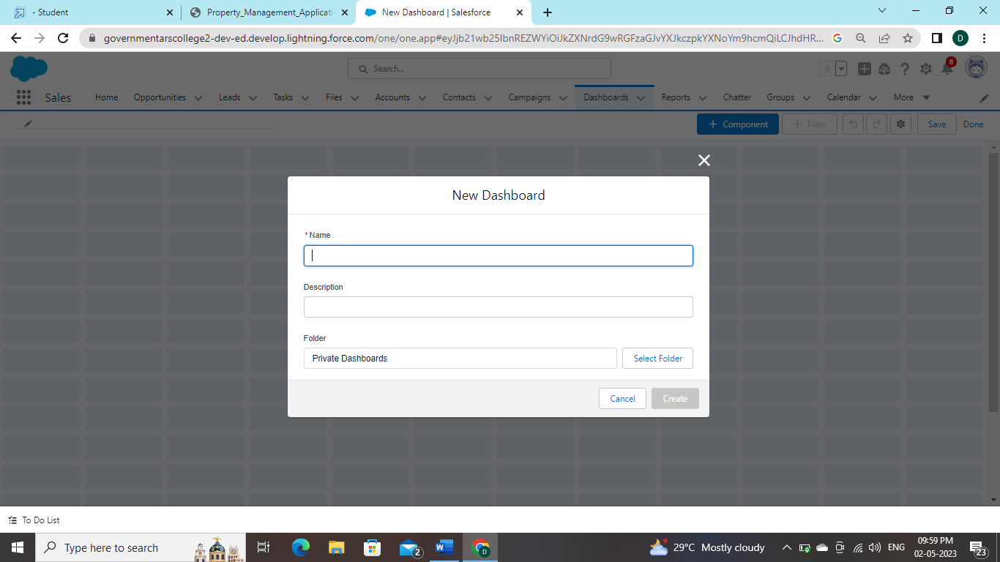 - Student
Property_Management_Applicati
New Dashboard | Salesforce
governmentarscollege2-dev-ed.develop.lightning.force.com/one/one.app#eyJjb21wb25lbnREZWYiOiJkZXNrdG9wRGFzaGJvYXJkczpkYXNoYm9hcmQiLCJhdHR...
D
Search...
8
Sales
Home
Opportunities
Leads
Tasks
Files
Accounts
Contacts
Campaigns
Dashboards
Reports
Chatter
Groups
Calendar
More
+ Component
+ Filter
Save
Done
New Dashboard
* Name
Description
Folder
Private Dashboards
Select Folder
Cancel
Create
To Do List
Type here to search
2
D
29°C Mostly cloudy
ENG
09:59 PM
02-05-2023
23